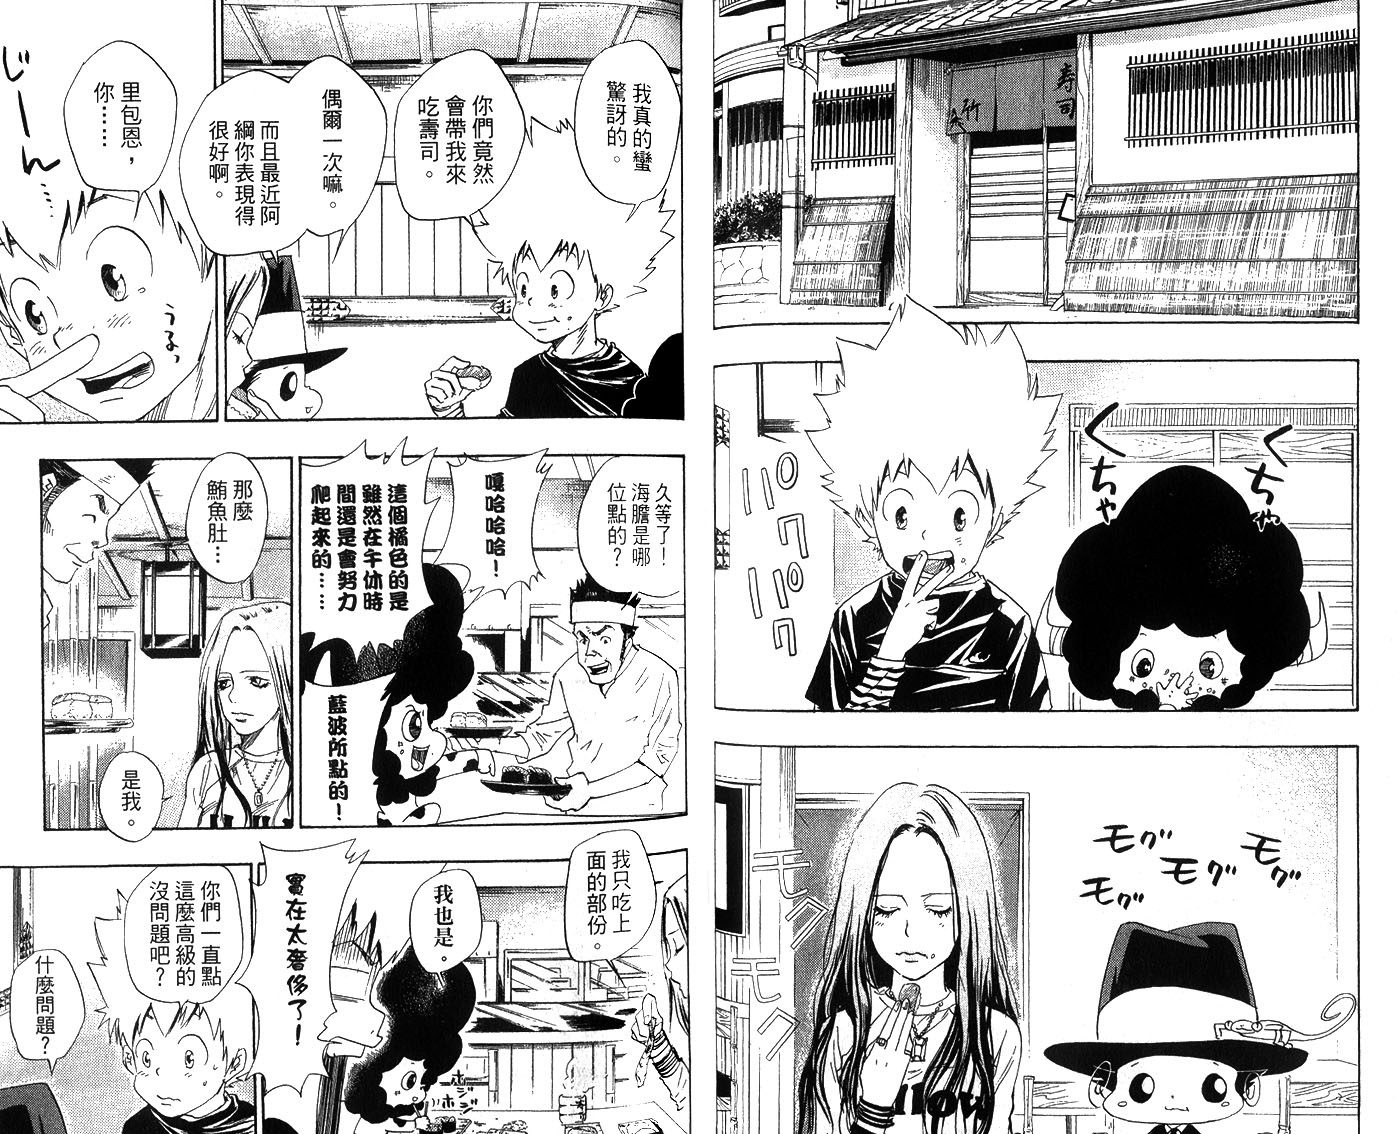 寿司
竹
くちゃ
くちゃ
パク
パク
モグ
モグ
モグ
モグ
モグ
モグ
我真的蠻
驚訝的。
你們竟然
會帶我來
吃壽司。
偶爾一次嘛。
而且最近阿
綱你表現得
很好啊。
里包恩，
你……
じーん…
うるっ
久等了！
海膽是哪
位點的？
嘎哈哈哈！
這個橘色的是
雖然在午休時
間還是會努力
爬起來的……
藍波所點的！
那麼
鮪魚肚…
是我。
我只吃上
面的部份。
我也是。
ホジ
ホジ
實在太奢侈了！
你們一直點
這麼高級的
沒問題吧？
什麼問題？